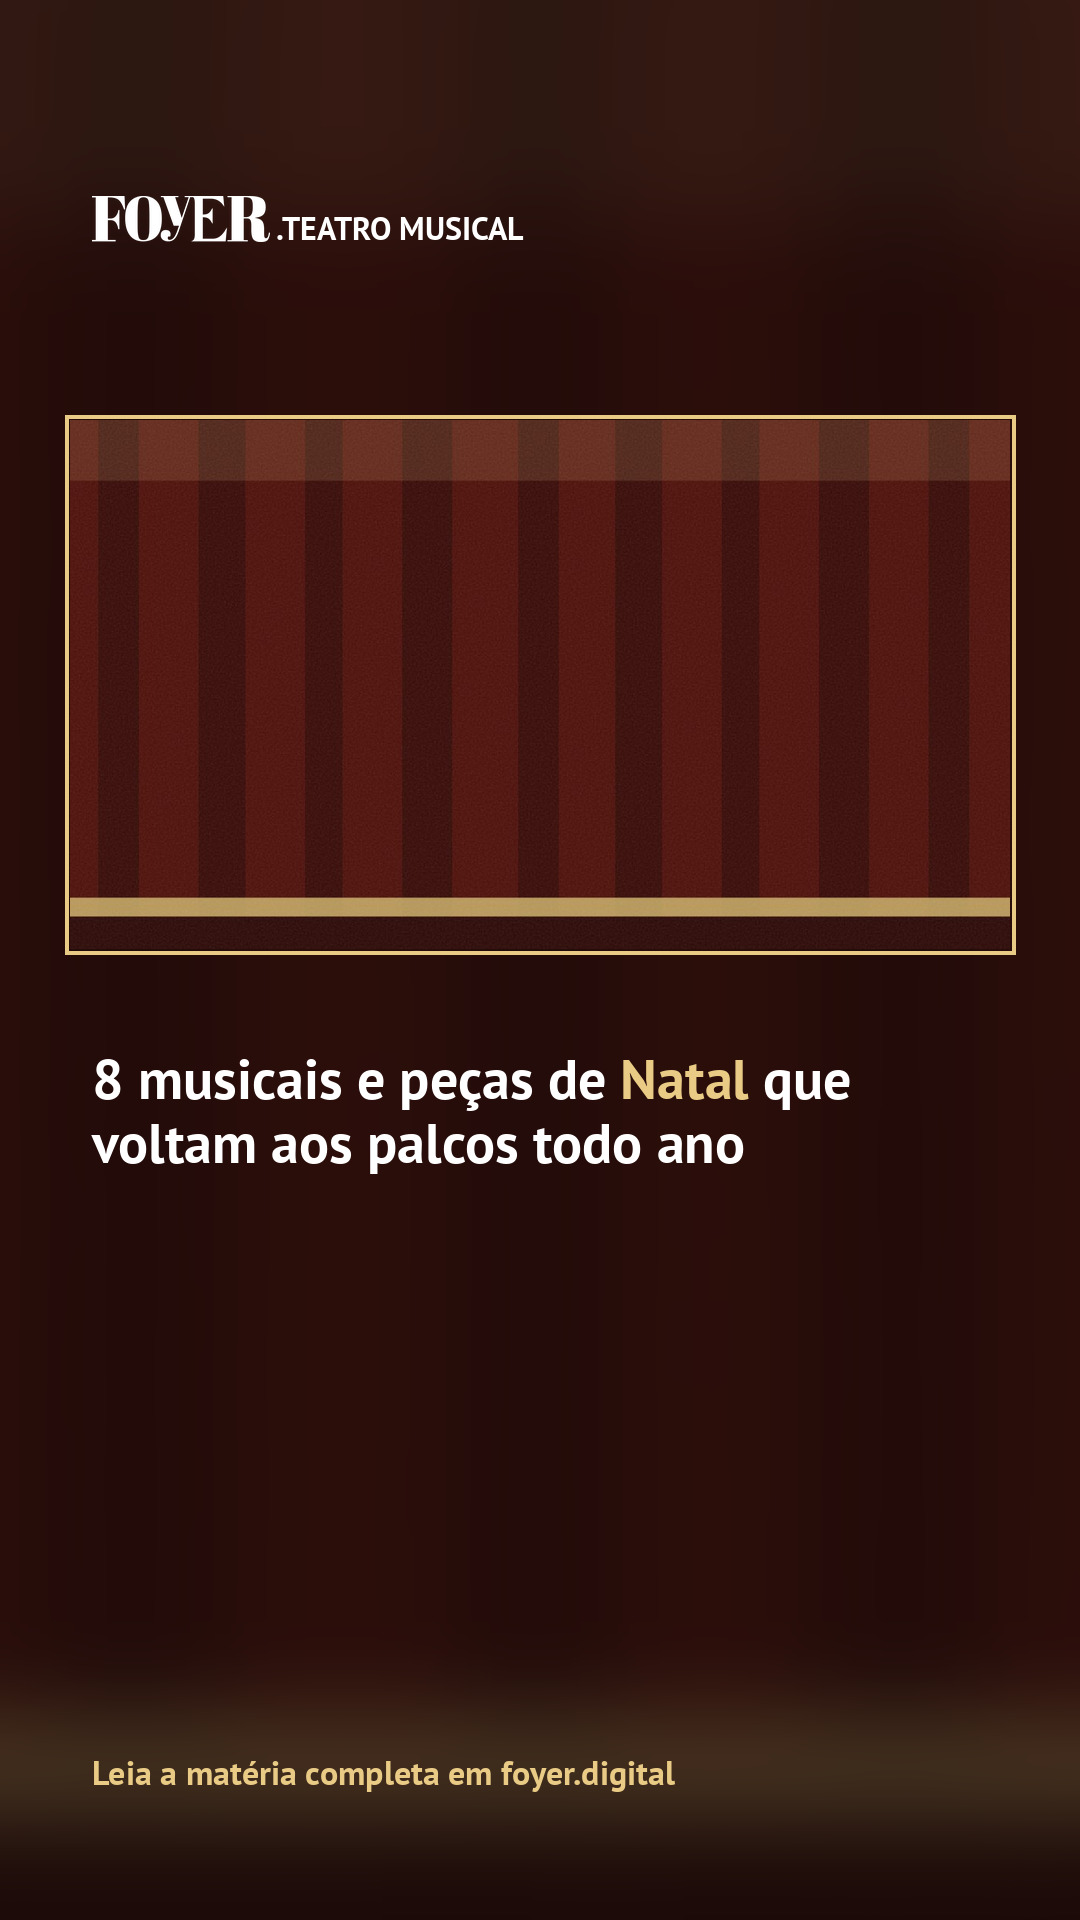 FOYER .TEATRO MUSICAL
8 musicais e peças de Natal que
voltam aos palcos todo ano
Leia a matéria completa em foyer.digital